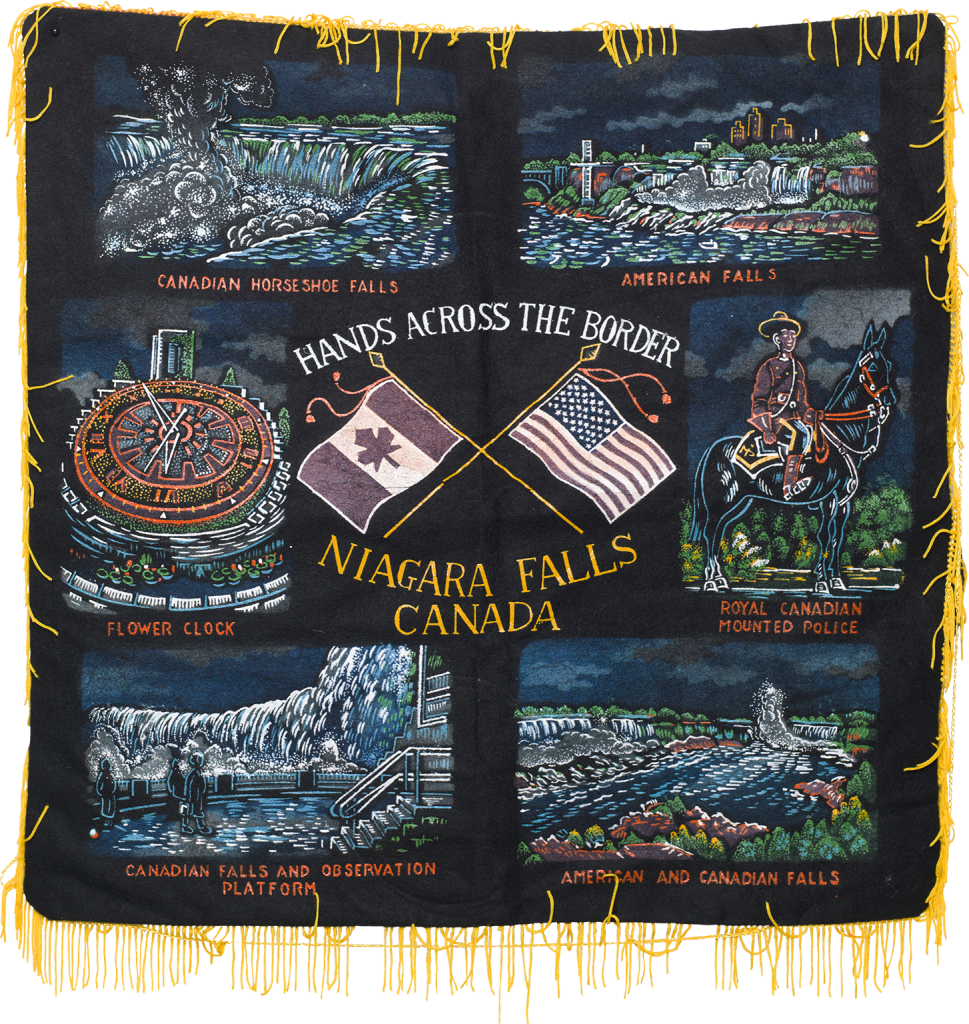 CANADIAN HORSESHOE FALLS
AMERICAN FALLS
HANDS ACROSS THE BORDER
NIAGARA FALLS
CANADA
FLOWER CLOCK
ROYAL CANADIAN
MOUNTED POLICE
CANADIAN FALLS AND OBSERVATION
PLATFORM
AMERICAN AND CANADIAN FALLS